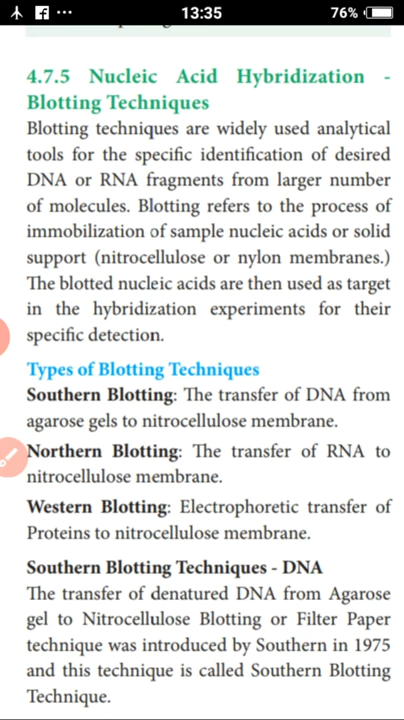 13:35
76%
4.7.5 Nucleic Acid Hybridization -
Blotting Techniques
Blotting techniques are widely used analytical
tools for the specific identification of desired
DNA or RNA fragments from larger number
of molecules. Blotting refers to the process of
immobilization of sample nucleic acids or solid
support (nitrocellulose or nylon membranes.)
The blotted nucleic acids are then used as target
in the hybridization experiments for their
specific detection.
Types of Blotting Techniques
Southern Blotting: The transfer of DNA from
agarose gels to nitrocellulose membrane.
Northern Blotting: The transfer of RNA to
nitrocellulose membrane.
Western Blotting: Electrophoretic transfer of
Proteins to nitrocellulose membrane.
Southern Blotting Techniques - DNA
The transfer of denatured DNA from Agarose
gel to Nitrocellulose Blotting or Filter Paper
technique was introduced by Southern in 1975
and this technique is called Southern Blotting
Technique.